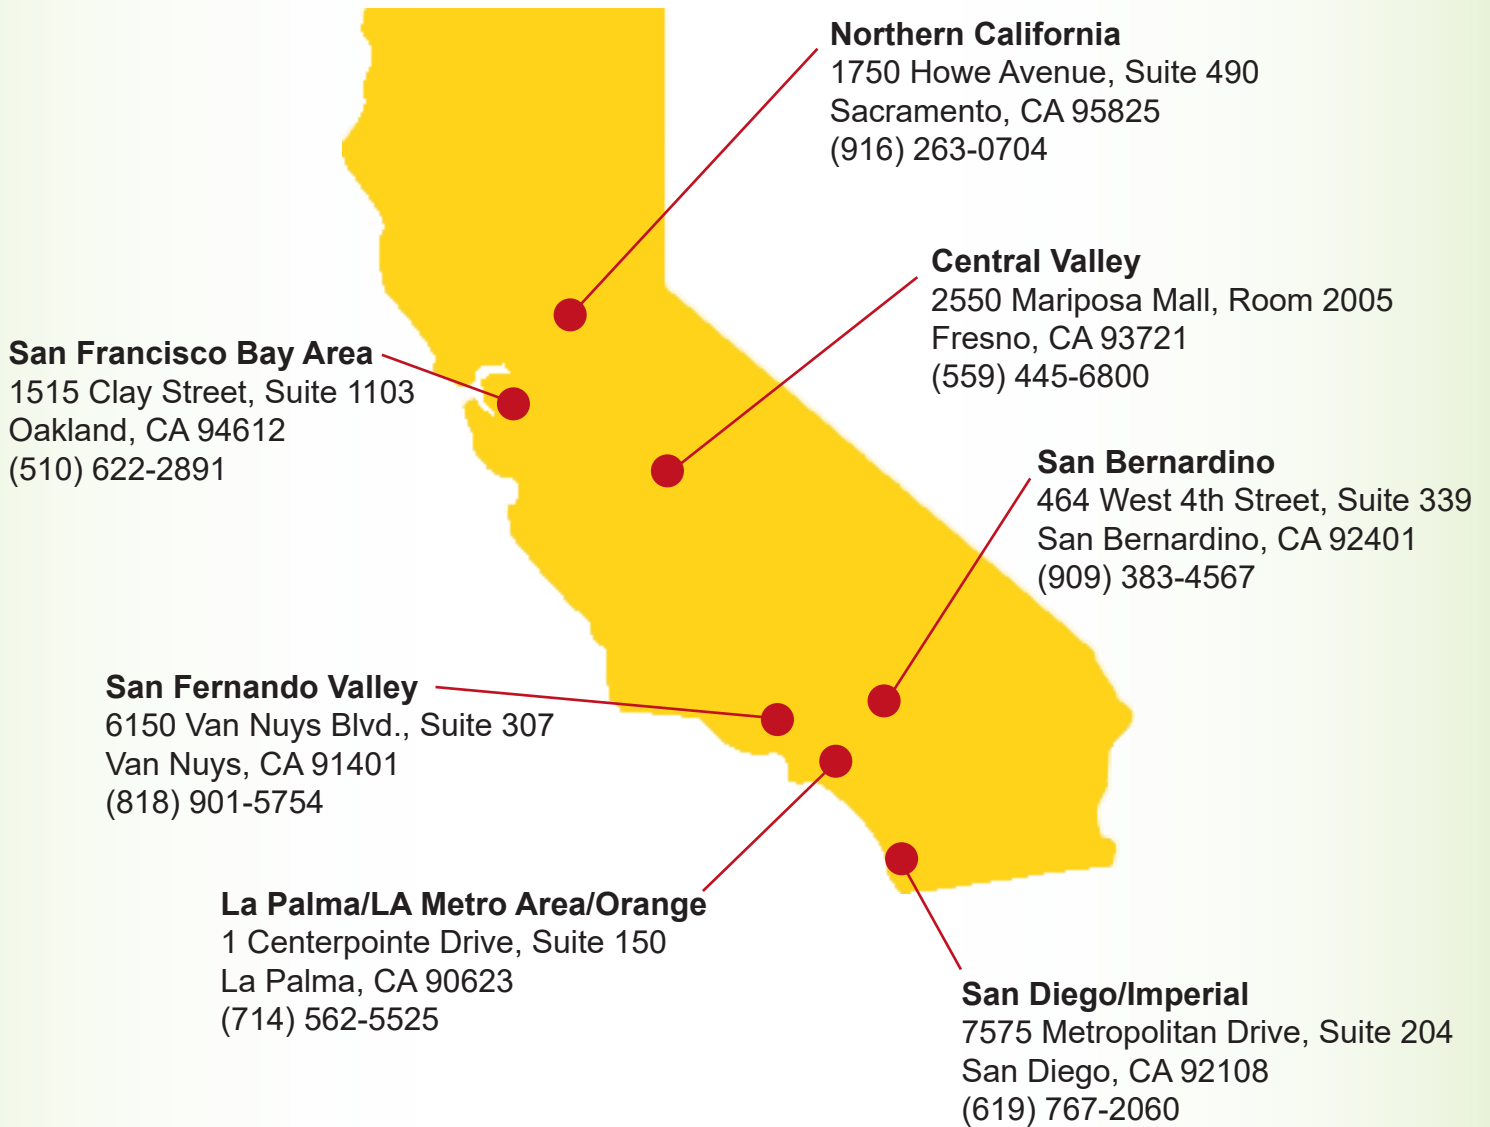 Northern California
1750 Howe Avenue, Suite 490
Sacramento, CA 95825
(916) 263-0704
Central Valley
2550 Mariposa Mall, Room 2005
Fresno, CA 93721
(559) 445-6800
San Francisco Bay Area
1515 Clay Street, Suite 1103
Oakland, CA 94612
(510) 622-2891
San Bernardino
464 West 4th Street, Suite 339
San Bernardino, CA 92401
(909) 383-4567
San Fernando Valley
6150 Van Nuys Blvd., Suite 307
Van Nuys, CA 91401
(818) 901-5754
La Palma/LA Metro Area/Orange
1 Centerpointe Drive, Suite 150
La Palma, CA 90623
(714) 562-5525
San Diego/Imperial
7575 Metropolitan Drive, Suite 204
San Diego, CA 92108
(619) 767-2060